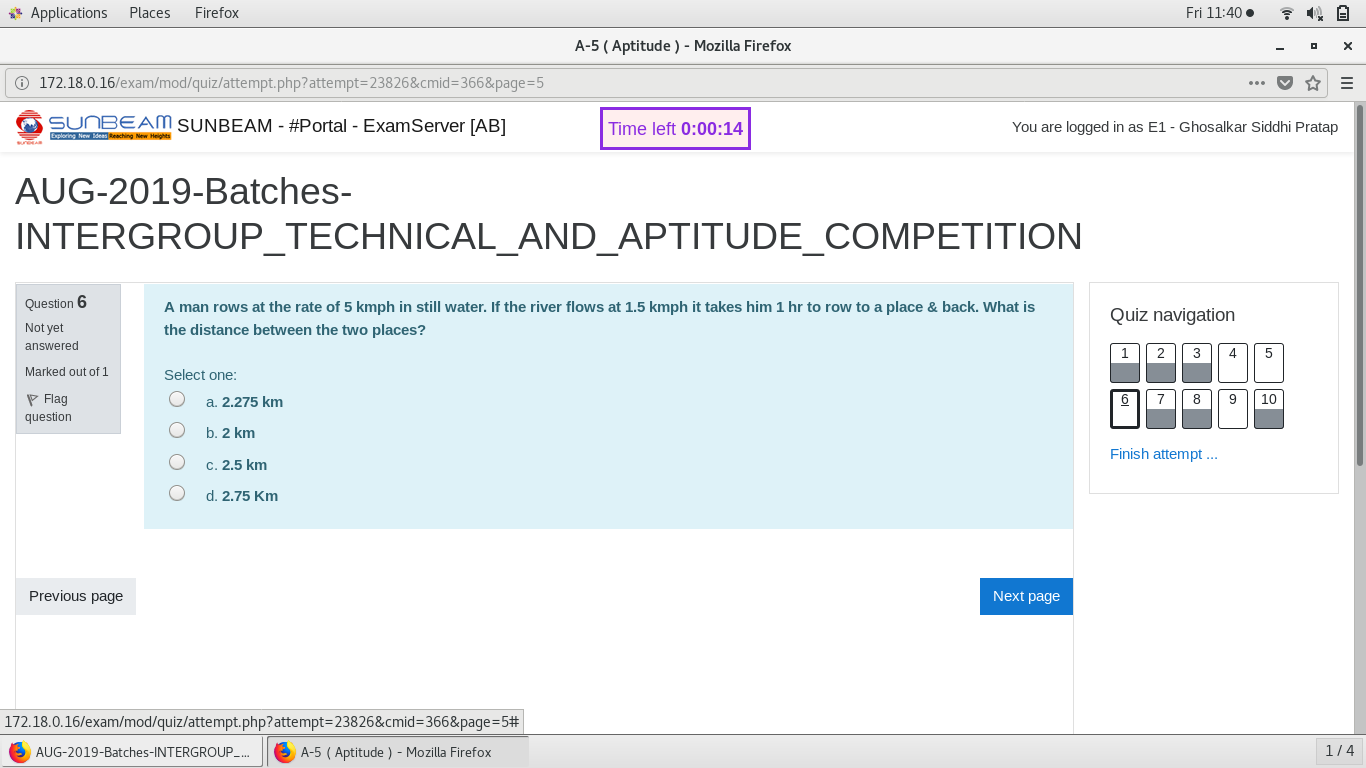 Applications Places Firefox Fri 11:40
A-5 ( Aptitude ) - Mozilla Firefox
172.18.0.16/exam/mod/quiz/attempt.php?attempt=23826&cmid=366&page=5
SUNBEAM
Exploring New Ideas Reaching New Heights
SUNBEAM
SUNBEAM - #Portal - ExamServer [AB]
Time left 0:00:14
You are logged in as E1 - Ghosalkar Siddhi Pratap
AUG-2019-Batches-
INTERGROUP_TECHNICAL_AND_APTITUDE_COMPETITION
Question 6
Not yet
answered
Marked out of 1
Flag
question
A man rows at the rate of 5 kmph in still water. If the river flows at 1.5 kmph it takes him 1 hr to row to a place & back. What is
the distance between the two places?
Select one:
a. 2.275 km
b. 2 km
c. 2.5 km
d. 2.75 Km
Previous page
Next page
Quiz navigation
1 2 3 4 5
6 7 8 9 10
Finish attempt ...
172.18.0.16/exam/mod/quiz/attempt.php?attempt=23826&cmid=366&page=5#
AUG-2019-Batches-INTERGROUP_...
A-5 ( Aptitude ) - Mozilla Firefox
1 / 4